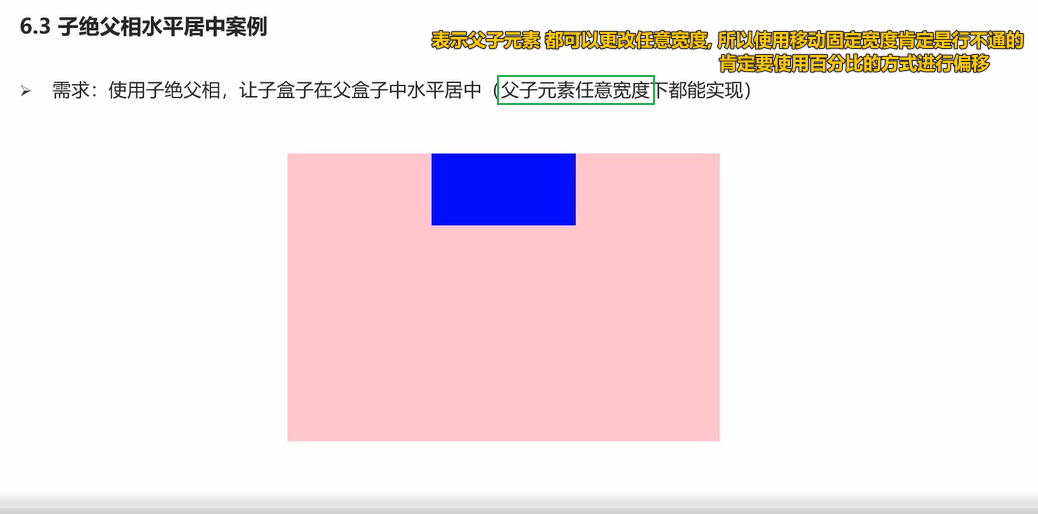 6.3 子绝父相水平居中案例
表示父子元素 都可以更改任意宽度, 所以使用移动固定宽度肯定是行不通的
肯定要使用百分比的方式进行偏移
➢ 需求：使用子绝父相，让子盒子在父盒子中水平居中（父子元素任意宽度下都能实现）